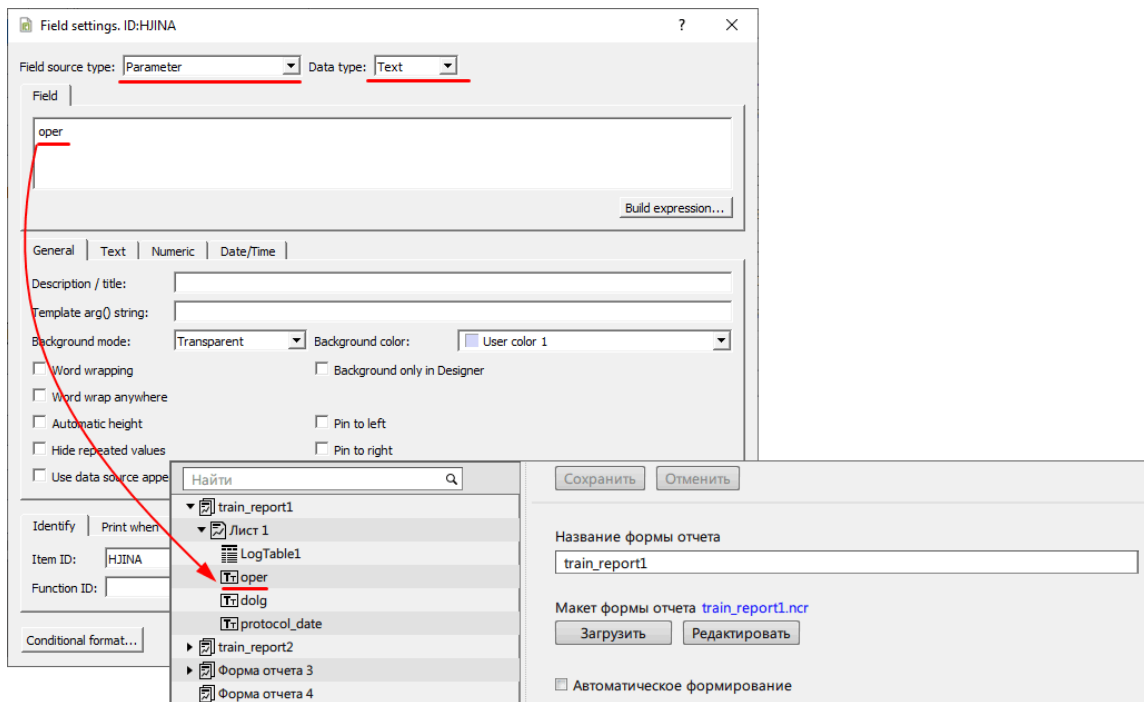 Field settings. ID:HJINA ?
Field source type: Parameter Data type: Text
Field
oper
Build expression...
General Text Numeric Date/Time
Description / title:
Template arg() string:
Background mode: Transparent Background color: User color 1
Word wrapping Background only in Designer
Word wrap anywhere
Automatic height Pin to left
Hide repeated values Pin to right
Use data source appe
Identify Print when
Item ID: HJINA
Function ID:
Conditional format...
Найти
train_report1
Лист 1
LogTable1
oper
dolg
protocol_date
train_report2
Форма отчета 3
Форма отчета 4
Сохранить Отменить
Название формы отчета
train_report1
Макет формы отчета train_report1.ncr
Загрузить Редактировать
Автоматическое формирование